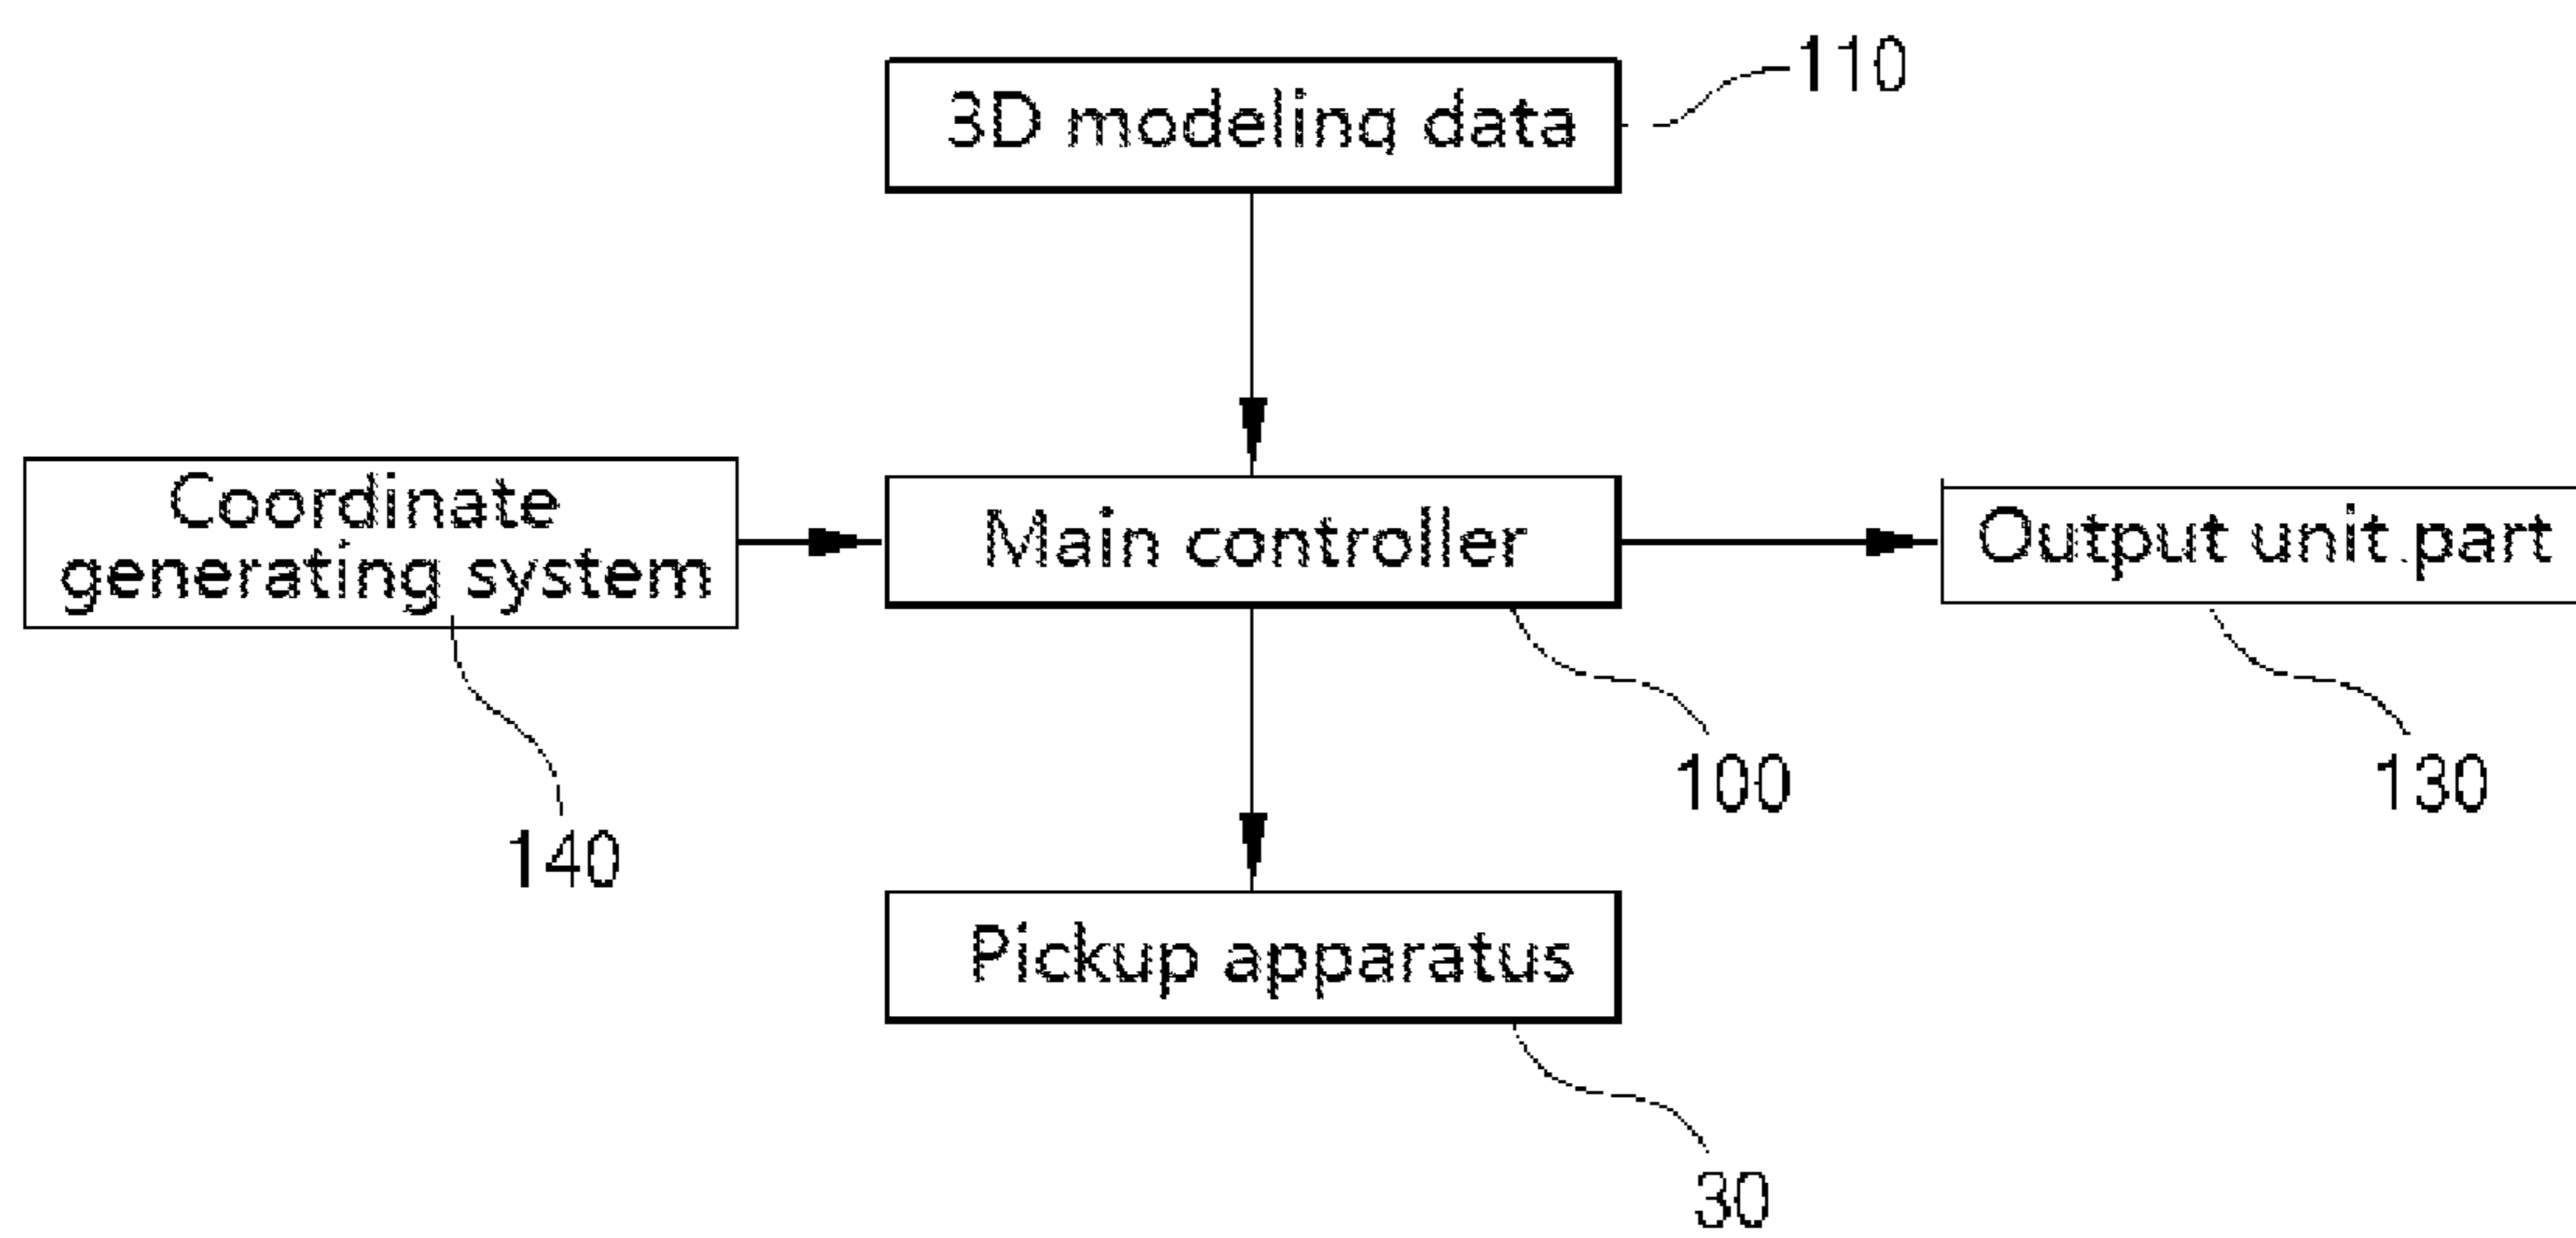 110
3D modeling data
Coordinate
generating system
Main controller
Output unit part
100
130
140
Pickup apparatus
30